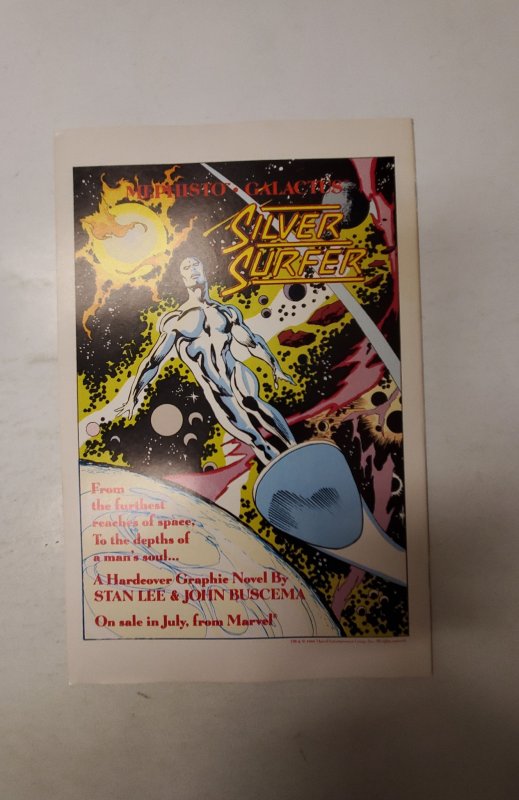 MEPHISTO • GALACTUS
SILVER
SURFER
From
the furthest
reaches of space.
To the depths of
a man's soul...
A Hardcover Graphic Novel By
STAN LEE & JOHN BUSCEMA
On sale in July, from Marvel®